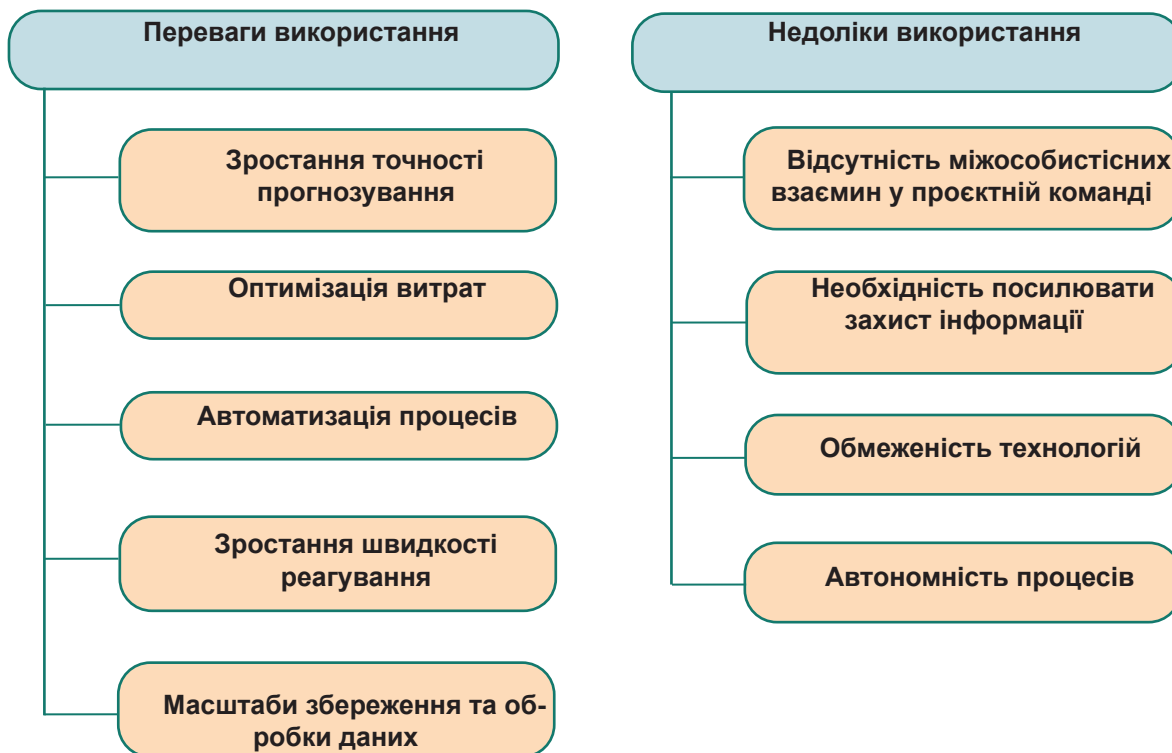 Переваги використання
Зростання точності
прогнозування
Оптимізація витрат
Автоматизація процесів
Зростання швидкості
реагування
Масштаби збереження та об-
робки даних
Недоліки використання
Відсутність міжособистісних
взаємин у проєктній команді
Необхідність посилювати
захист інформації
Обмеженість технологій
Автономність процесів